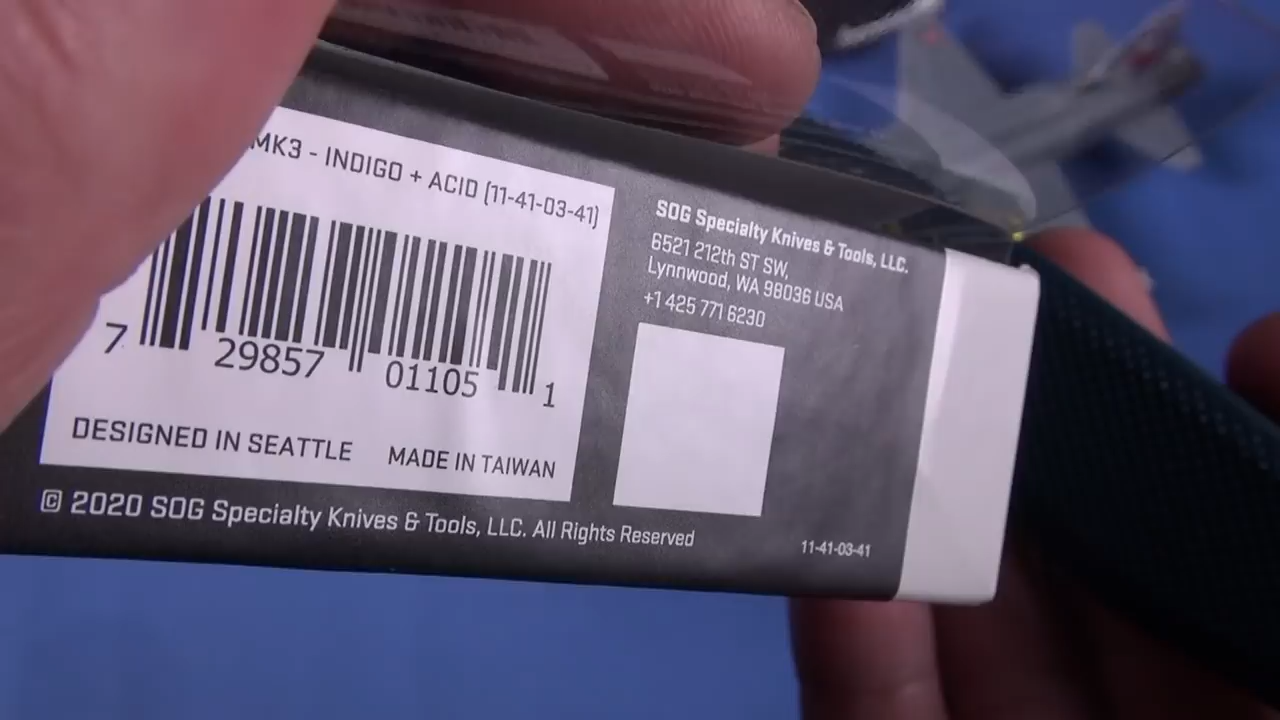 MK3 - INDIGO + ACID (11-41-03-41)
7 29857 01105 1
DESIGNED IN SEATTLE MADE IN TAIWAN
© 2020 SOG Specialty Knives & Tools, LLC. All Rights Reserved
SOG Specialty Knives & Tools, LLC.
6521 212th ST SW,
Lynnwood, WA 98036 USA
+1 425 771 6230
11-41-03-41